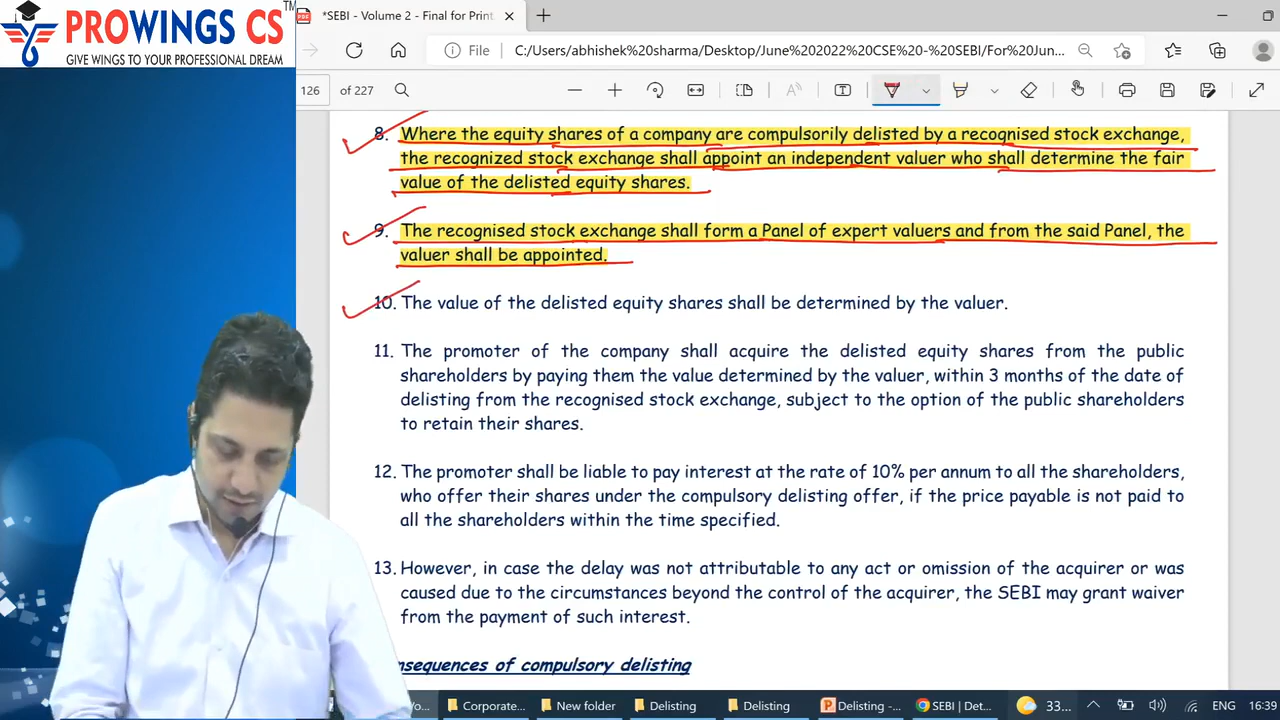 PROWINGS CS
TM
GIVE WINGS TO YOUR PROFESSIONAL DREAM
*SEBI - Volume 2 - Final for Print
File
C:/Users/abhishek%20sharma/Desktop/June%202022%20CSE%20-%20SEBI/For%20Jun...
126 of 227
8. Where the equity shares of a company are compulsorily delisted by a recognised stock exchange,
the recognized stock exchange shall appoint an independent valuer who shall determine the fair
value of the delisted equity shares.
9. The recognised stock exchange shall form a Panel of expert valuers and from the said Panel, the
valuer shall be appointed.
10. The value of the delisted equity shares shall be determined by the valuer.
11. The promoter of the company shall acquire the delisted equity shares from the public
shareholders by paying them the value determined by the valuer, within 3 months of the date of
delisting from the recognised stock exchange, subject to the option of the public shareholders
to retain their shares.
12. The promoter shall be liable to pay interest at the rate of 10% per annum to all the shareholders,
who offer their shares under the compulsory delisting offer, if the price payable is not paid to
all the shareholders within the time specified.
13. However, in case the delay was not attributable to any act or omission of the acquirer or was
caused due to the circumstances beyond the control of the acquirer, the SEBI may grant waiver
from the payment of such interest.
nsequences of compulsory delisting
Corporate...
New folder
Delisting
Delisting
Delisting -...
SEBI | Det...
33...
ENG
16:39